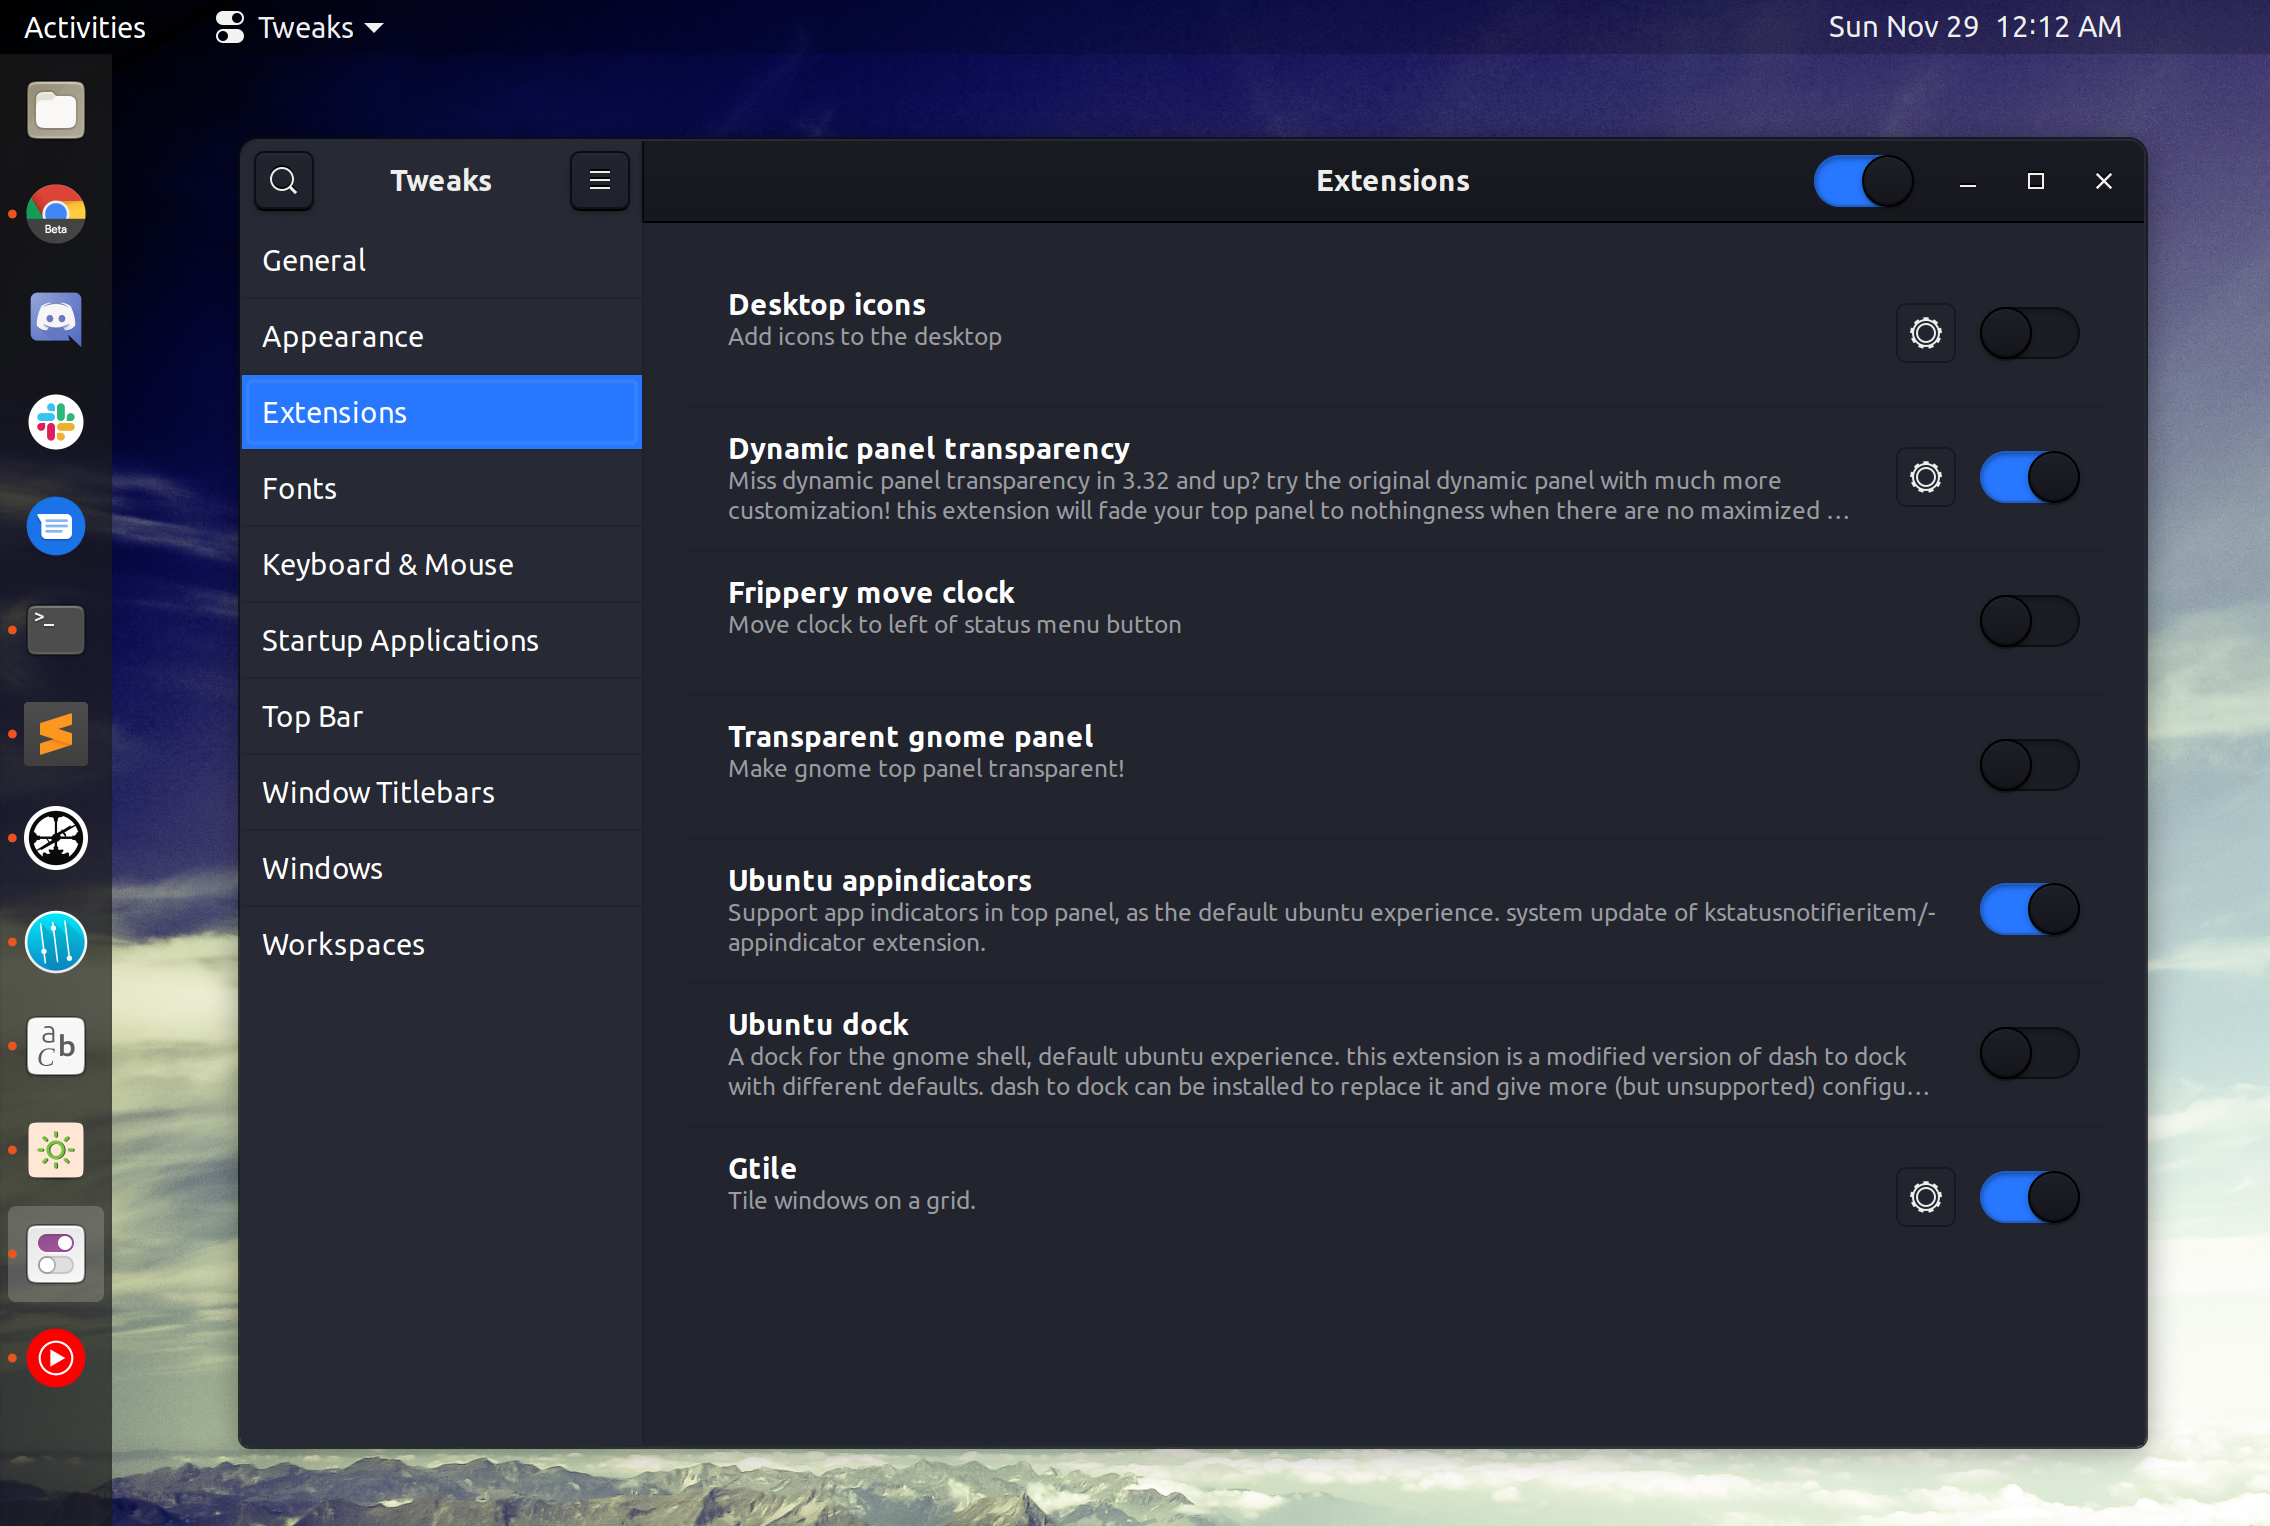 Activities
Tweaks
Sun Nov 29 12:12 AM
Tweaks
Extensions
General
Appearance
Extensions
Fonts
Keyboard & Mouse
Startup Applications
Top Bar
Window Titlebars
Windows
Workspaces
Desktop icons
Add icons to the desktop
Dynamic panel transparency
Miss dynamic panel transparency in 3.32 and up? try the original dynamic panel with much more
customization! this extension will fade your top panel to nothingness when there are no maximized ...
Frippery move clock
Move clock to left of status menu button
Transparent gnome panel
Make gnome top panel transparent!
Ubuntu appindicators
Support app indicators in top panel, as the default ubuntu experience. system update of kstatusnotifieritem/-
appindicator extension.
Ubuntu dock
A dock for the gnome shell, default ubuntu experience. this extension is a modified version of dash to dock
with different defaults. dash to dock can be installed to replace it and give more (but unsupported) configu...
Gtile
Tile windows on a grid.
Beta
>_
a
c b